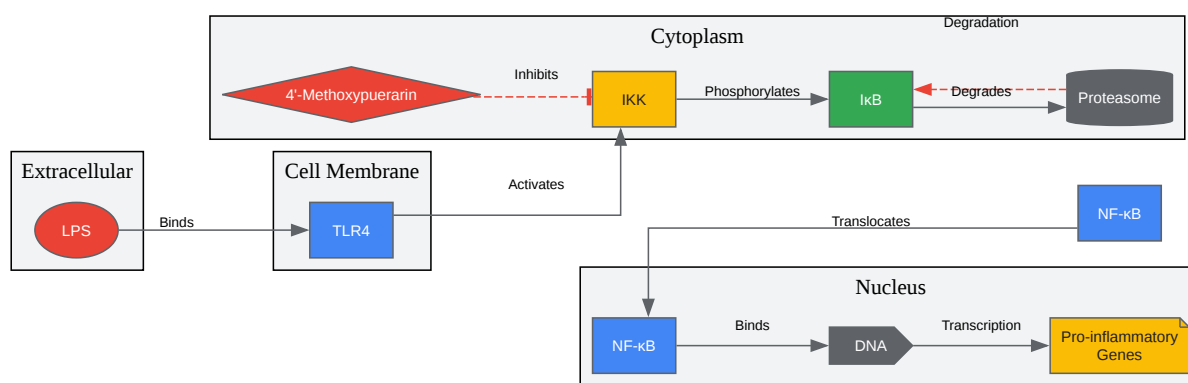 Degradation
Cytoplasm
4'-Methoxypuerarin
Inhibits
IKK
Phosphorylates
IκB
Degrades
Proteasome
Extracellular
LPS
Binds
Cell Membrane
TLR4
Activates
NF-κB
Translocates
Nucleus
NF-κB
Binds
DNA
Transcription
Pro-inflammatory
Genes